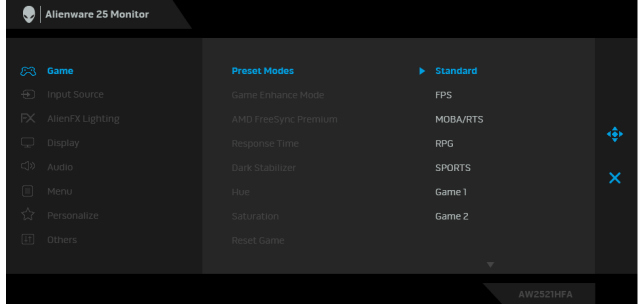 Alienware 25 Monitor
Game
Input Source
FX AlienFX Lighting
Display
Audio
Menu
Personalize
Others
Preset Modes
Game Enhance Mode
AMD FreeSync Premium
Response Time
Dark Stabilizer
Hue
Saturation
Reset Game
Standard
FPS
MOBA/RTS
RPG
SPORTS
Game 1
Game 2
AW2521HFA